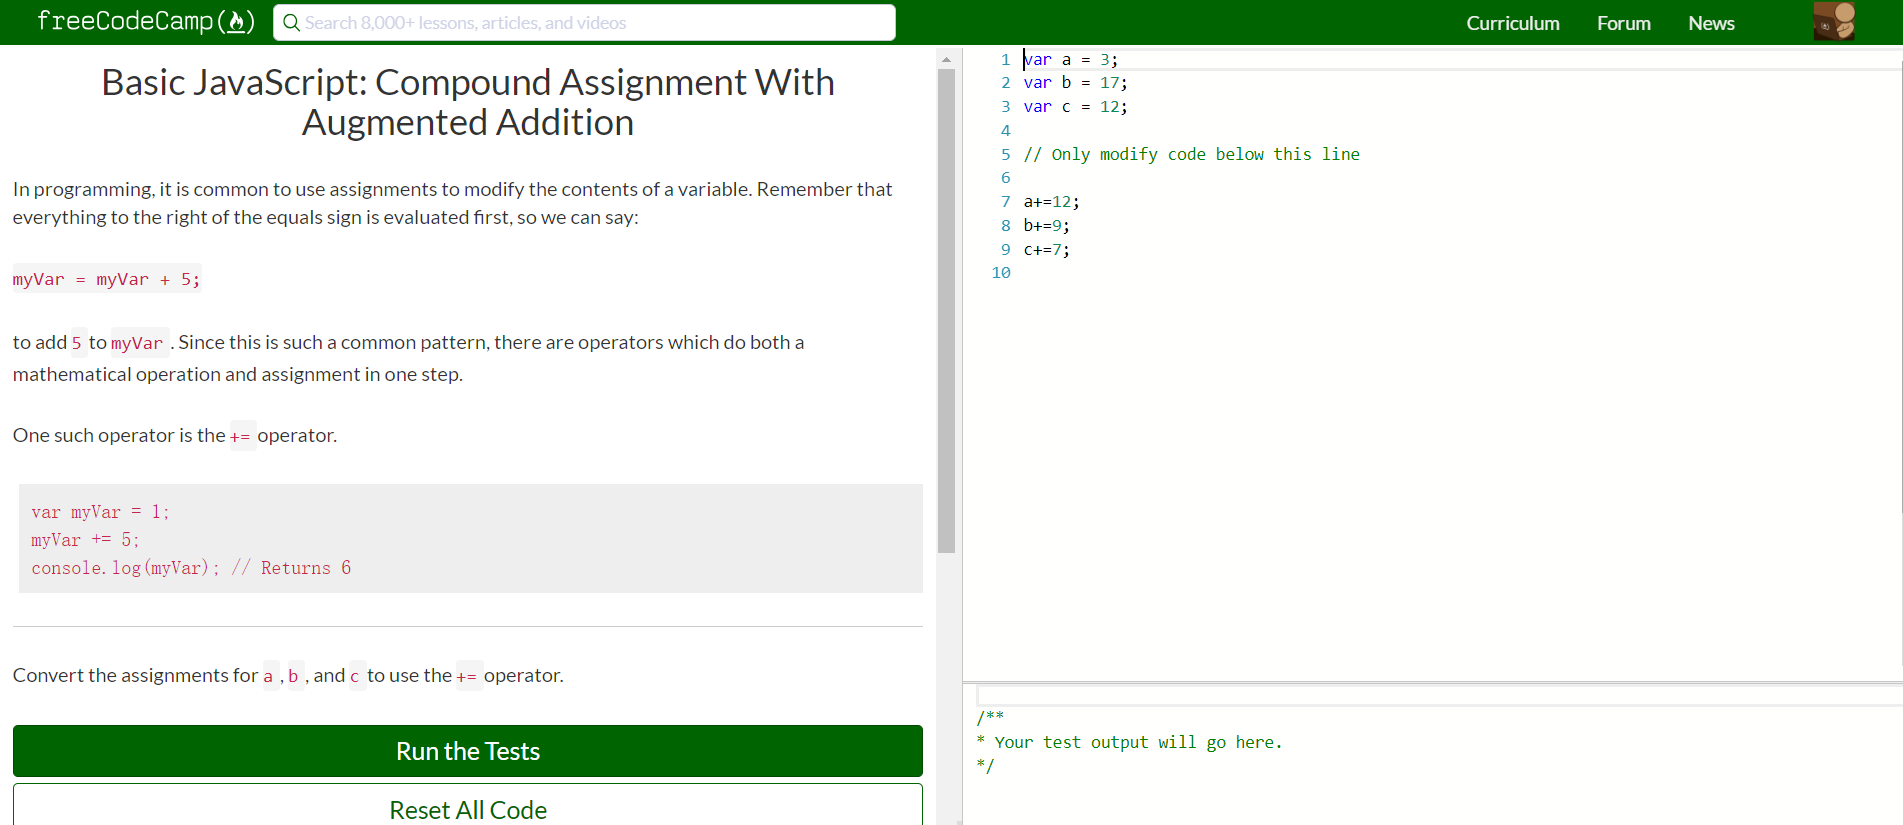 freeCodeCamp(🔥)
Search 8,000+ lessons, articles, and videos
Curriculum
Forum
News
Basic JavaScript: Compound Assignment With
Augmented Addition
In programming, it is common to use assignments to modify the contents of a variable. Remember that
everything to the right of the equals sign is evaluated first, so we can say:
myVar = myVar + 5;
to add 5 to myVar . Since this is such a common pattern, there are operators which do both a
mathematical operation and assignment in one step.
One such operator is the += operator.
var myVar = 1;
myVar += 5;
console.log(myVar); // Returns 6
Convert the assignments for a , b , and c to use the += operator.
Run the Tests
Reset All Code
1 var a = 3;
2 var b = 17;
3 var c = 12;
4
5 // Only modify code below this line
6
7 a+=12;
8 b+=9;
9 c+=7;
10
/**
* Your test output will go here.
*/